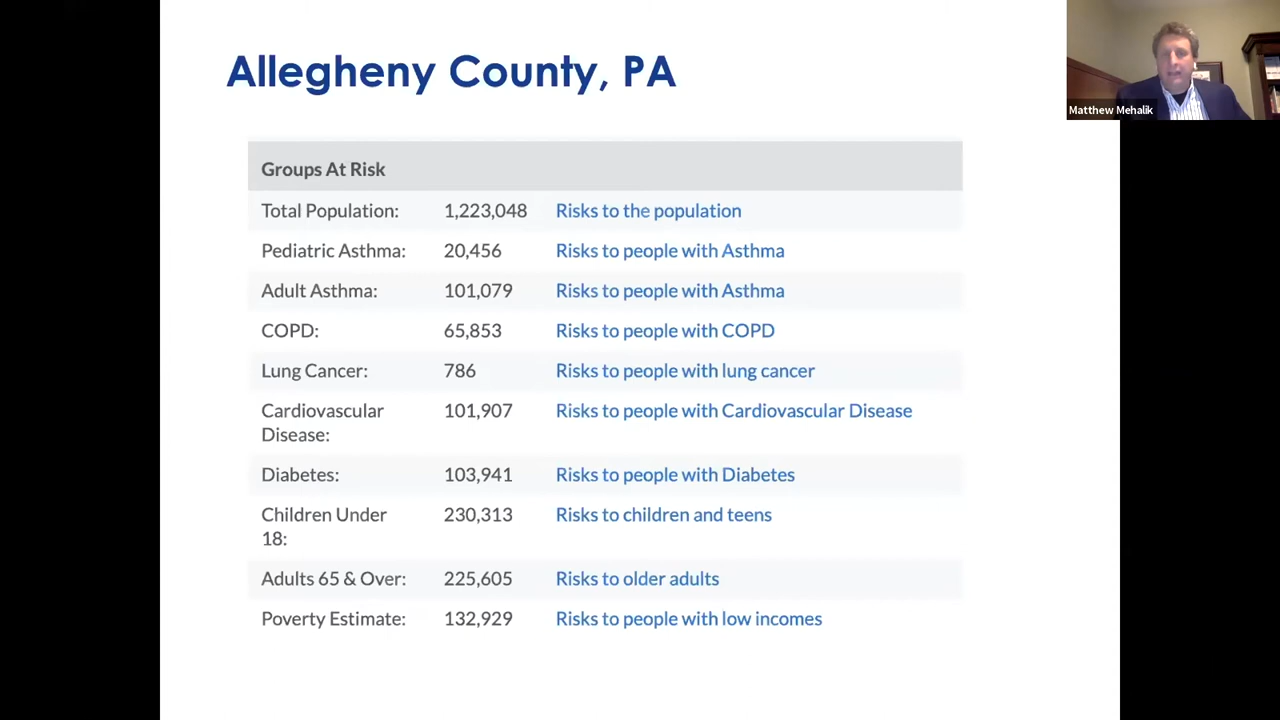 Allegheny County, PA
Matthew Mehalik
Groups At Risk
Total Population: 1,223,048 Risks to the population
Pediatric Asthma: 20,456 Risks to people with Asthma
Adult Asthma: 101,079 Risks to people with Asthma
COPD: 65,853 Risks to people with COPD
Lung Cancer: 786 Risks to people with lung cancer
Cardiovascular 101,907 Risks to people with Cardiovascular Disease
Disease:
Diabetes: 103,941 Risks to people with Diabetes
Children Under 230,313 Risks to children and teens
18:
Adults 65 & Over: 225,605 Risks to older adults
Poverty Estimate: 132,929 Risks to people with low incomes